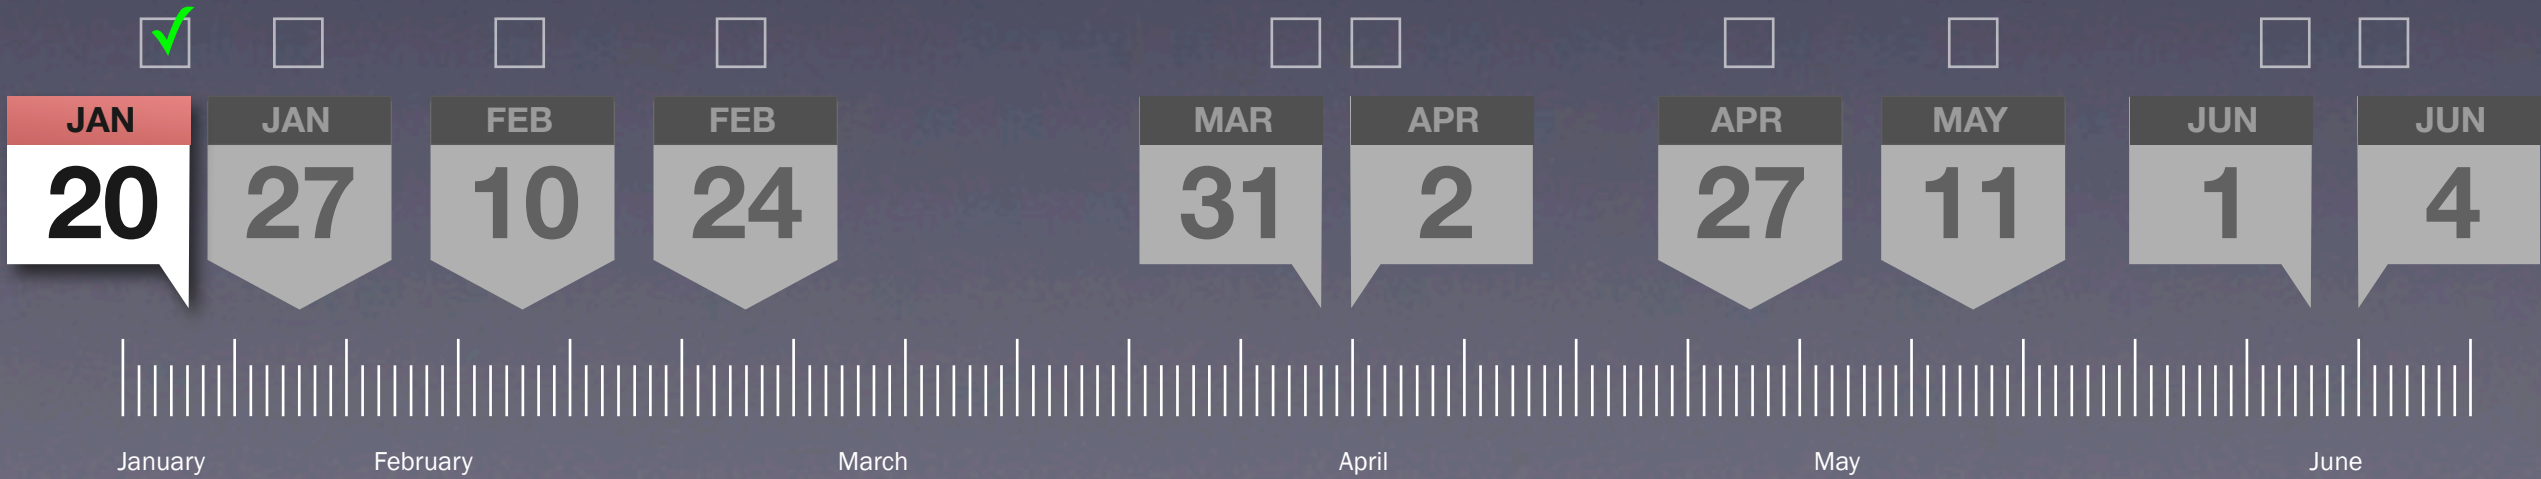 JAN JAN FEB FEB MAR APR APR MAY JUN JUN
20 27 10 24 31 2 27 11 1 4
January February March April May June